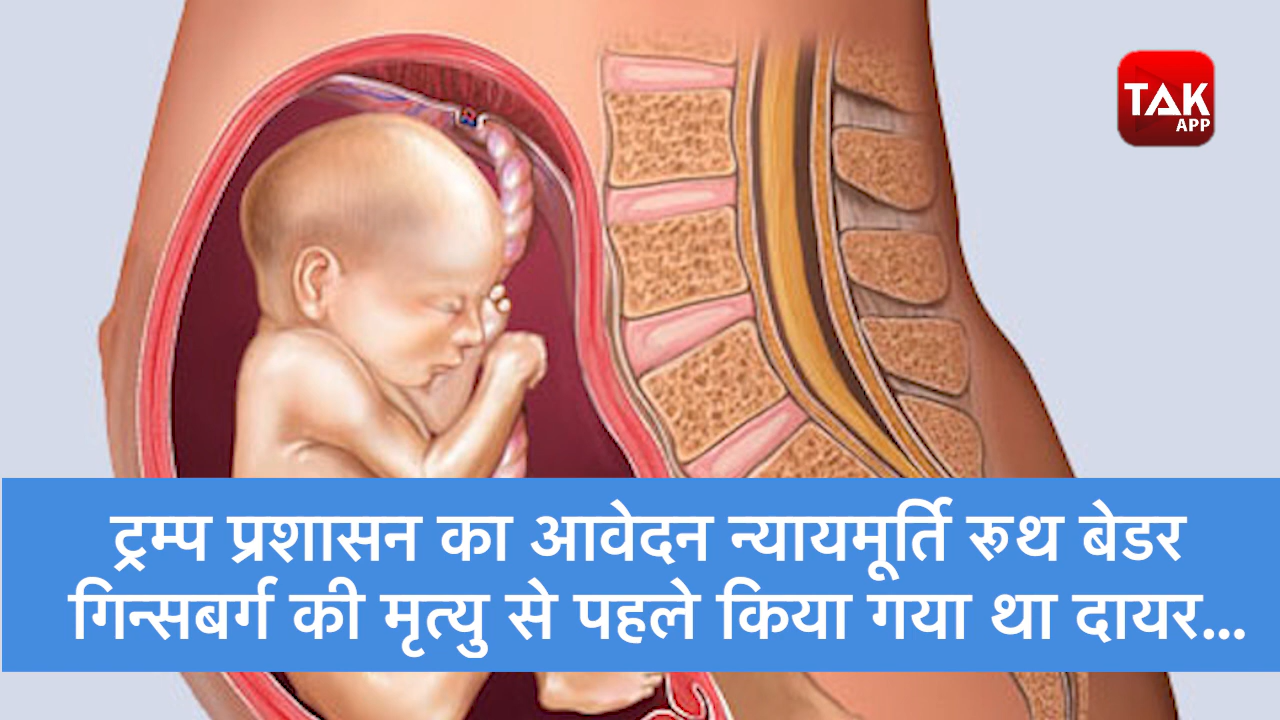 TAK
APP
ट्रम्प प्रशासन का आवेदन न्यायमूर्ति रूथ बेडर
गिन्सबर्ग की मृत्यु से पहले किया गया था दायर...